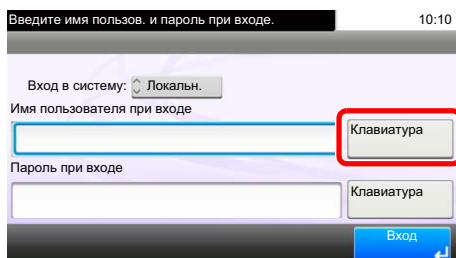 Введите имя пользов. и пароль при входе. 10:10
Вход в систему: Локальн.
Имя пользователя при входе
Клавиатура
Пароль при входе
Клавиатура
Вход